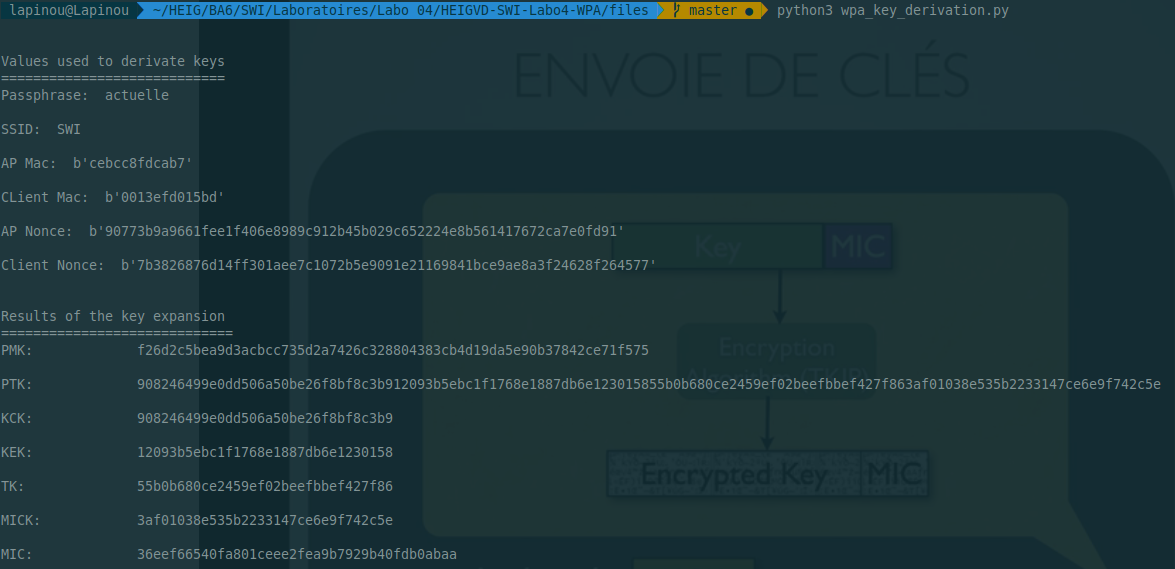 lapinou@Lapinou ~/HEIG/BA6/SWI/Laboratoires/Labo 04/HEIGVD-SWI-Labo4-WPA/files master ● python3 wpa_key_derivation.py
ENVOIE DE CLÉS
Values used to derivate keys
============================
Passphrase: actuelle
SSID: SWI
AP Mac: b'cebcc8fdcab7'
CLient Mac: b'0013efd015bd'
AP Nonce: b'90773b9a9661fee1f406e8989c912b45b029c652224e8b561417672ca7e0fd91'
Key MIC
Client Nonce: b'7b3826876d14ff301aee7c1072b5e9091e21169841bce9ae8a3f24628f264577'
Results of the key expansion
=============================
PMK: f26d2c5bea9d3acbcc735d2a7426c328804383cb4d19da5e90b37842ce71f575
Encryption
Algorithm (TKIP)
PTK: 908246499e0dd506a50be26f8bf8c3b912093b5ebc1f1768e1887db6e123015855b0b680ce2459ef02beefbbef427f863af01038e535b2233147ce6e9f742c5e
KCK: 908246499e0dd506a50be26f8bf8c3b9
KEK: 12093b5ebc1f1768e1887db6e1230158
Encrypted Key MIC
TK: 55b0b680ce2459ef02beefbbef427f86
MICK: 3af01038e535b2233147ce6e9f742c5e
MIC: 36eef66540fa801ceee2fea9b7929b40fdb0abaa